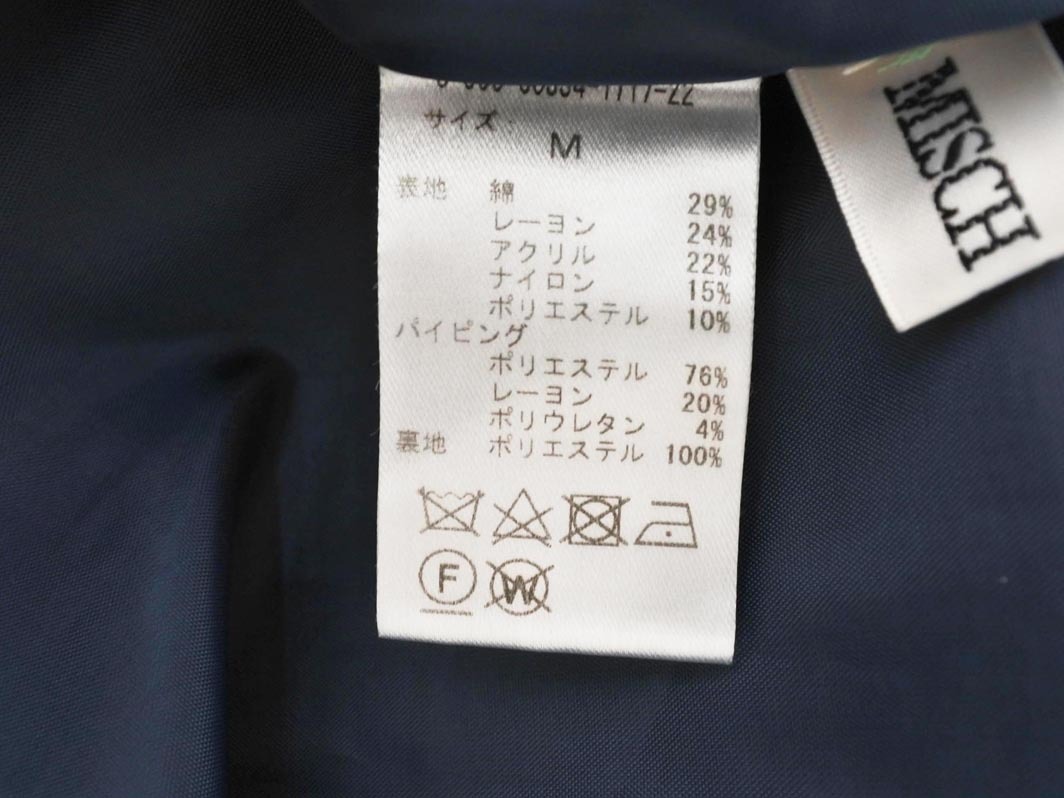 サイズ:
M
表地 綿 29%
レーヨン 24%
アクリル 22%
ナイロン 15%
ポリエステル 10%
パイピング
ポリエステル 76%
レーヨン 20%
ポリウレタン 4%
裏地 ポリエステル 100%
F W
MISCH